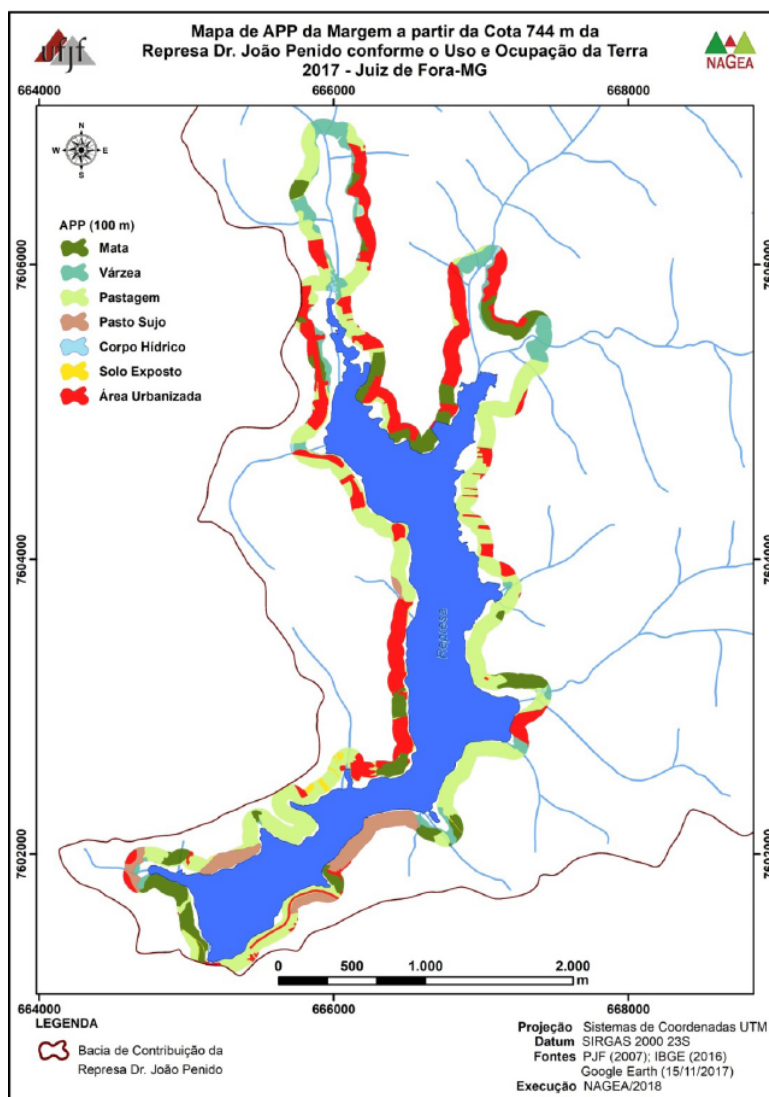 ufjf
Mapa de APP da Margem a partir da Cota 744 m da
Represa Dr. João Penido conforme o Uso e Ocupação da Terra
2017 - Juiz de Fora-MG
NAGEA
664000 666000 668000
N
W E
S
APP (100 m)
Mata
Várzea
Pastagem
Pasto Sujo
Corpo Hídrico
Solo Exposto
Área Urbanizada
7606000 7606000
7604000 7604000
Represa
7602000 7602000
0 500 1.000 2.000
m
664000 666000 668000
LEGENDA
Bacia de Contribuição da
Represa Dr. João Penido
Projeção Sistemas de Coordenadas UTM
Datum SIRGAS 2000 23S
Fontes PJF (2007); IBGE (2016)
Google Earth (15/11/2017)
Execução NAGEA/2018